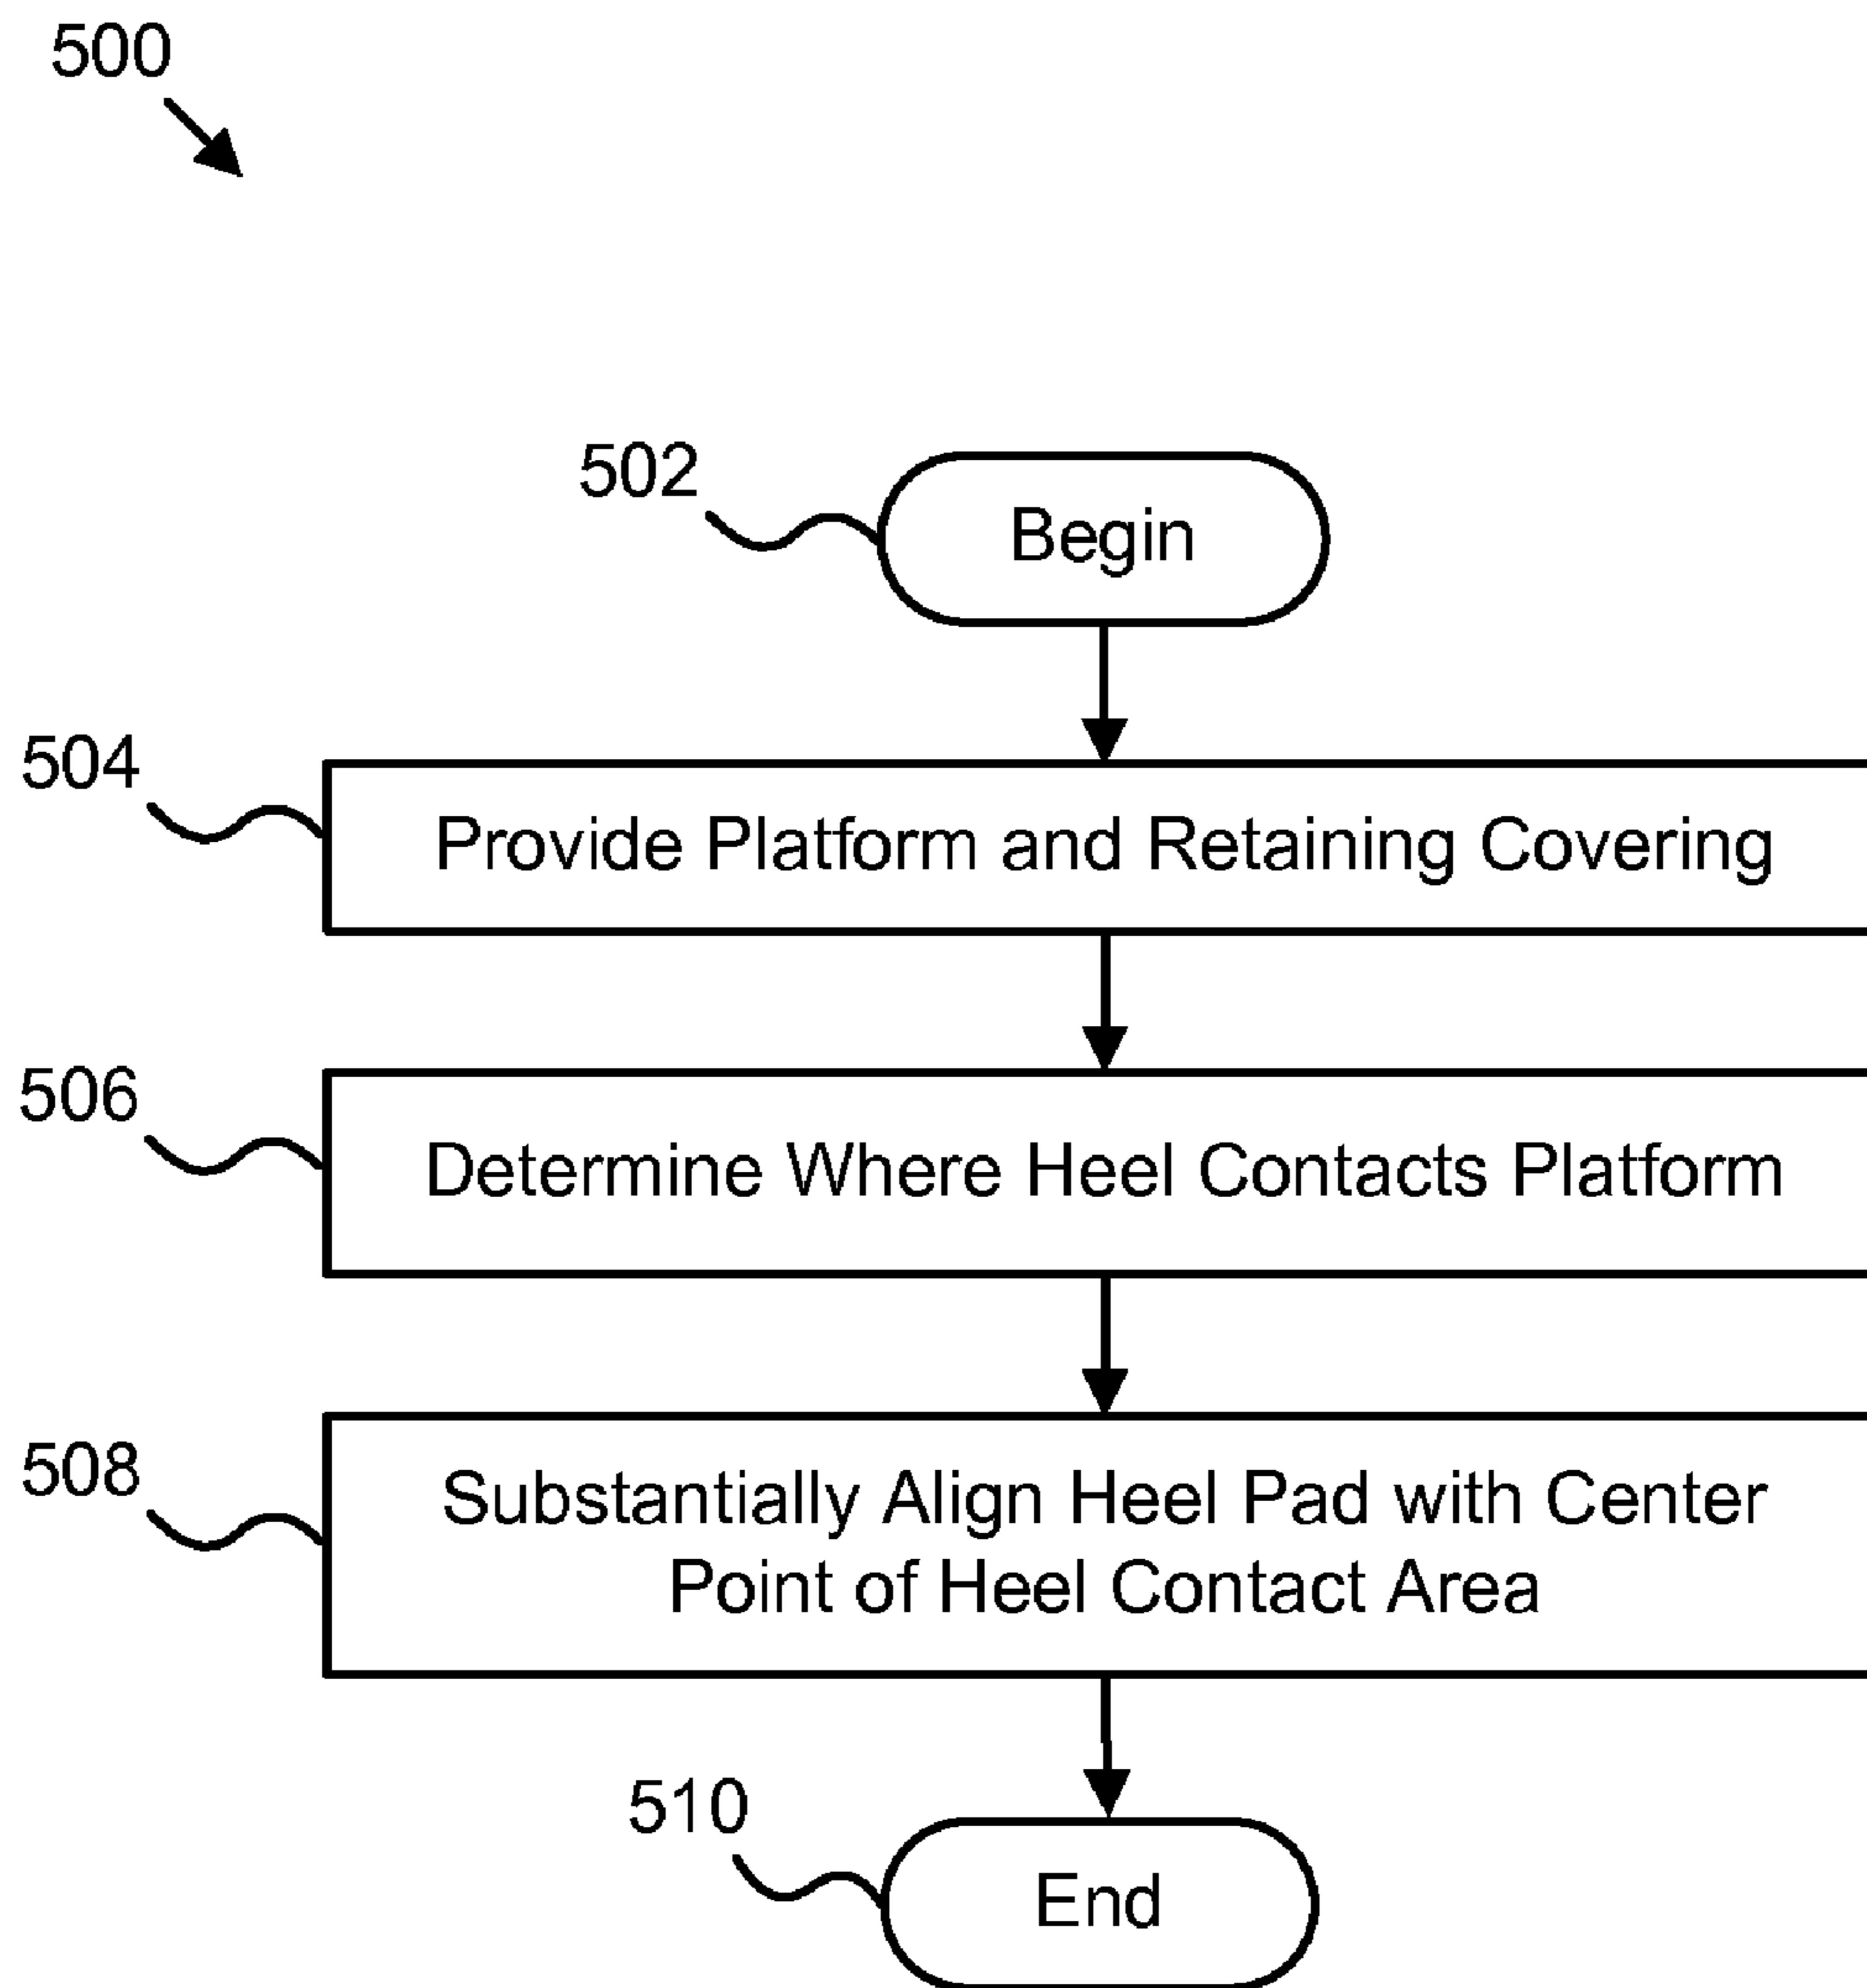 500
502
Begin
504
Provide Platform and Retaining Covering
506
Determine Where Heel Contacts Platform
508
Substantially Align Heel Pad with Center
Point of Heel Contact Area
510
End